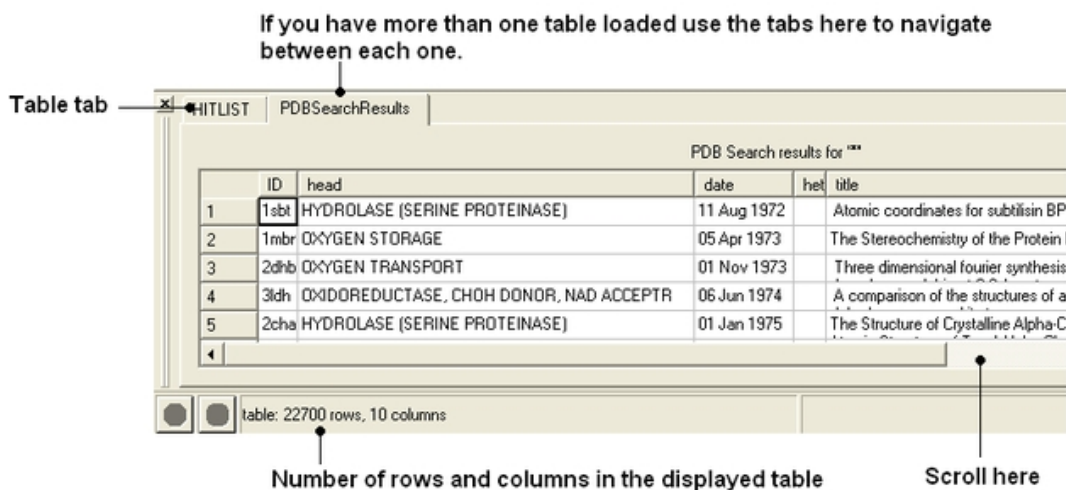 If you have more than one table loaded use the tabs here to navigate
between each one.
Table tab
HITLIST PDBSearchResults
PDB Search results for ""
ID head date het title
1 1sbt HYDROLASE (SERINE PROTEINASE) 11 Aug 1972 Atomic coordinates for subtilisin BP
2 1mbr OXYGEN STORAGE 05 Apr 1973 The Stereochemistry of the Protein
3 2dhb OXYGEN TRANSPORT 01 Nov 1973 Three dimensional fourier synthesis
4 3ldh OXIDOREDUCTASE, CHOH DONOR, NAD ACCEPTR 06 Jun 1974 A comparison of the structures of a
5 2cha HYDROLASE (SERINE PROTEINASE) 01 Jan 1975 The Structure of Crystalline Alpha-C
table: 22700 rows, 10 columns
Number of rows and columns in the displayed table
Scroll here